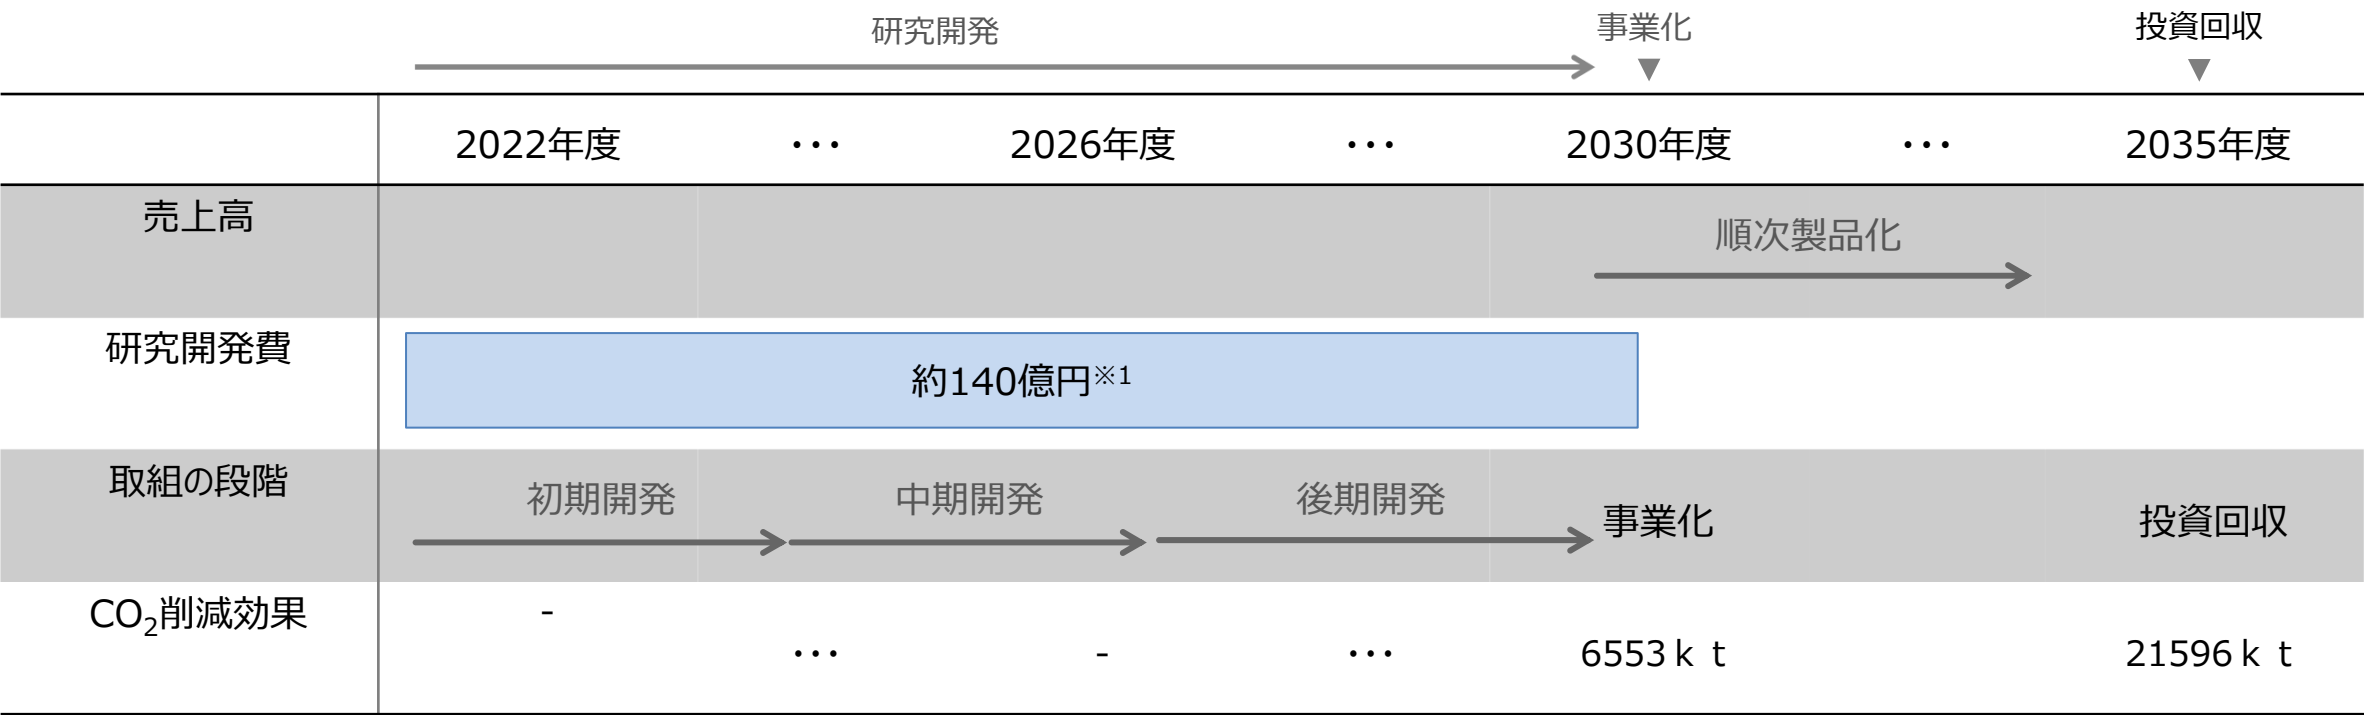 研究開発 事業化 投資回収
▼ ▼
2022年度 ・・・ 2026年度 ・・・ 2030年度 ・・・ 2035年度
売上高
順次製品化
研究開発費
約140億円※1
取組の段階
初期開発 中期開発 後期開発 事業化 投資回収
CO2削減効果 -
・・・ - ・・・ 6553ｋｔ 21596ｋｔ